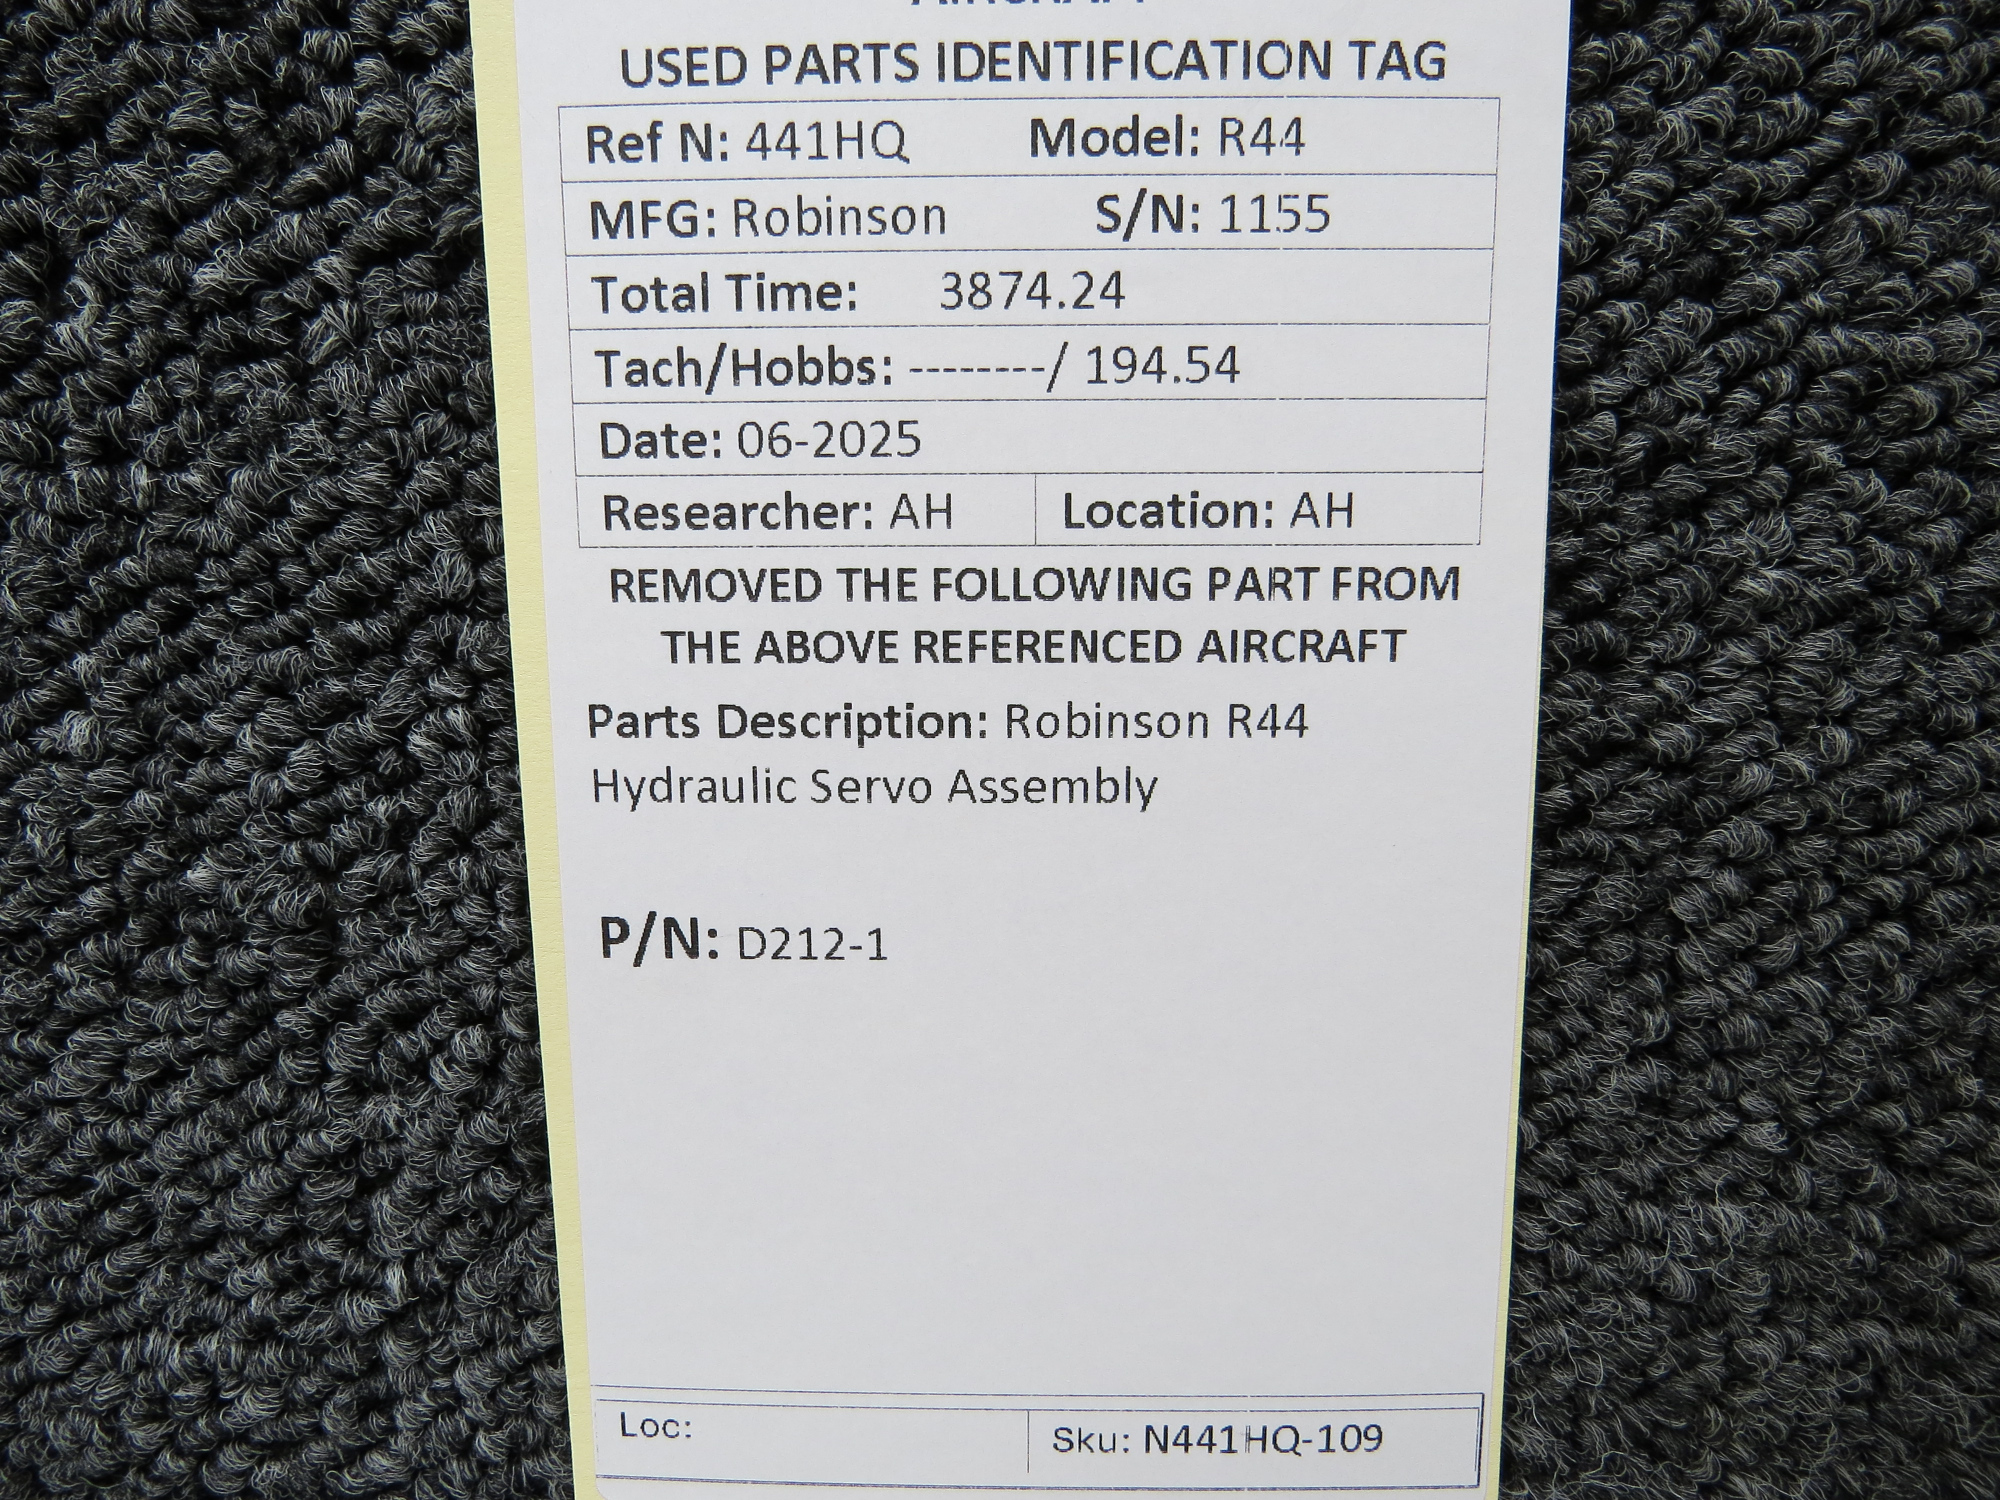 AIRCRAFT
USED PARTS IDENTIFICATION TAG
Ref N: 441HQ Model: R44
MFG: Robinson S/N: 1155
Total Time: 3874.24
Tach/Hobbs: --------/ 194.54
Date: 06-2025
Researcher: AH Location: AH
REMOVED THE FOLLOWING PART FROM
THE ABOVE REFERENCED AIRCRAFT
Parts Description: Robinson R44
Hydraulic Servo Assembly
P/N: D212-1
Loc: Sku: N441HQ-109